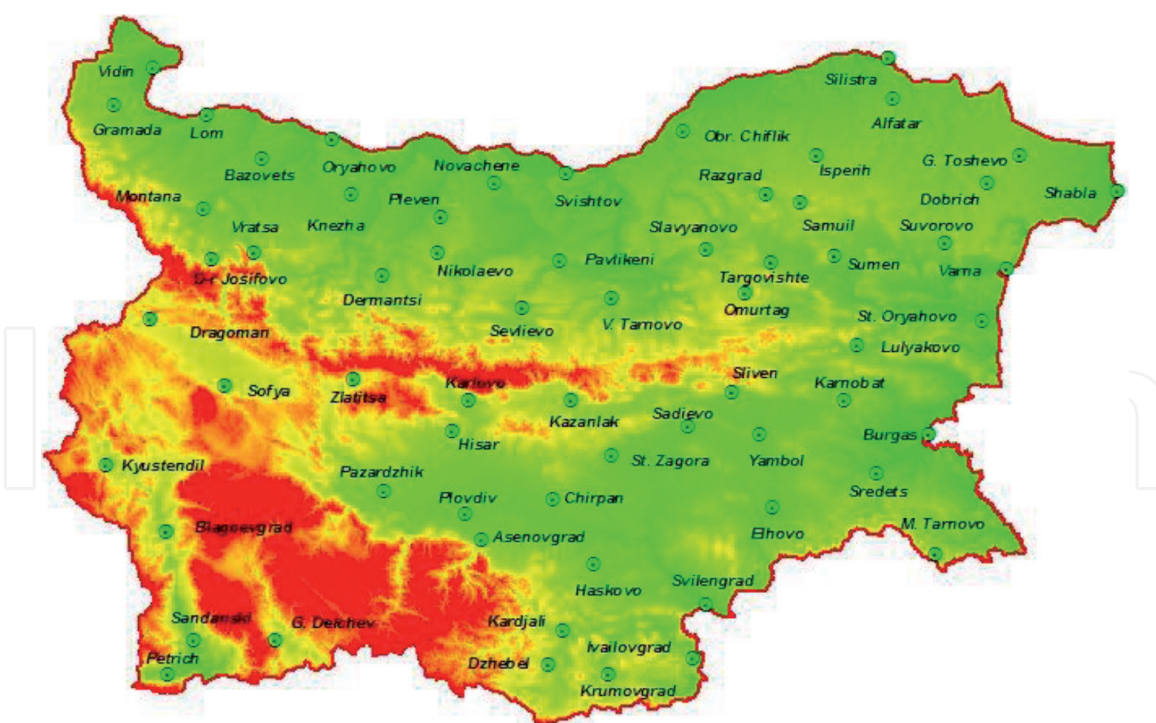 Vidin
Silistra
Gramada
Lom
Alfatar
Obr. Chiflik
Oryahovo
Novachene
Isperih
G. Toshevo
Bazovets
Razgrad
Montana
Pleven
Svishtov
Dobrich
Shabla
Vratsa
Knezha
Slavyanovo
Samuil
Suvorovo
Nikolaevo
Pavlikeni
Sumen
Varna
D-r Josifovo
Targovishte
Dermantsi
Omurtag
Dragoman
Sevlievo
V. Tarnovo
St. Oryahovo
Lulyakovo
Sliven
Karlovo
Karnobat
Sofya
Zlatitsa
Sadievo
Kazanlak
Hisar
Burgas
Kyustendil
St. Zagora
Yambol
Pazardzhik
Plovdiv
Chirpan
Sredets
Blagoevgrad
Asenovgrad
Elhovo
M. Tarnovo
Haskovo
Svilengrad
Sandanski
G. Delchev
Kardjali
Petrich
Ivailovgrad
Dzhebel
Krumovgrad